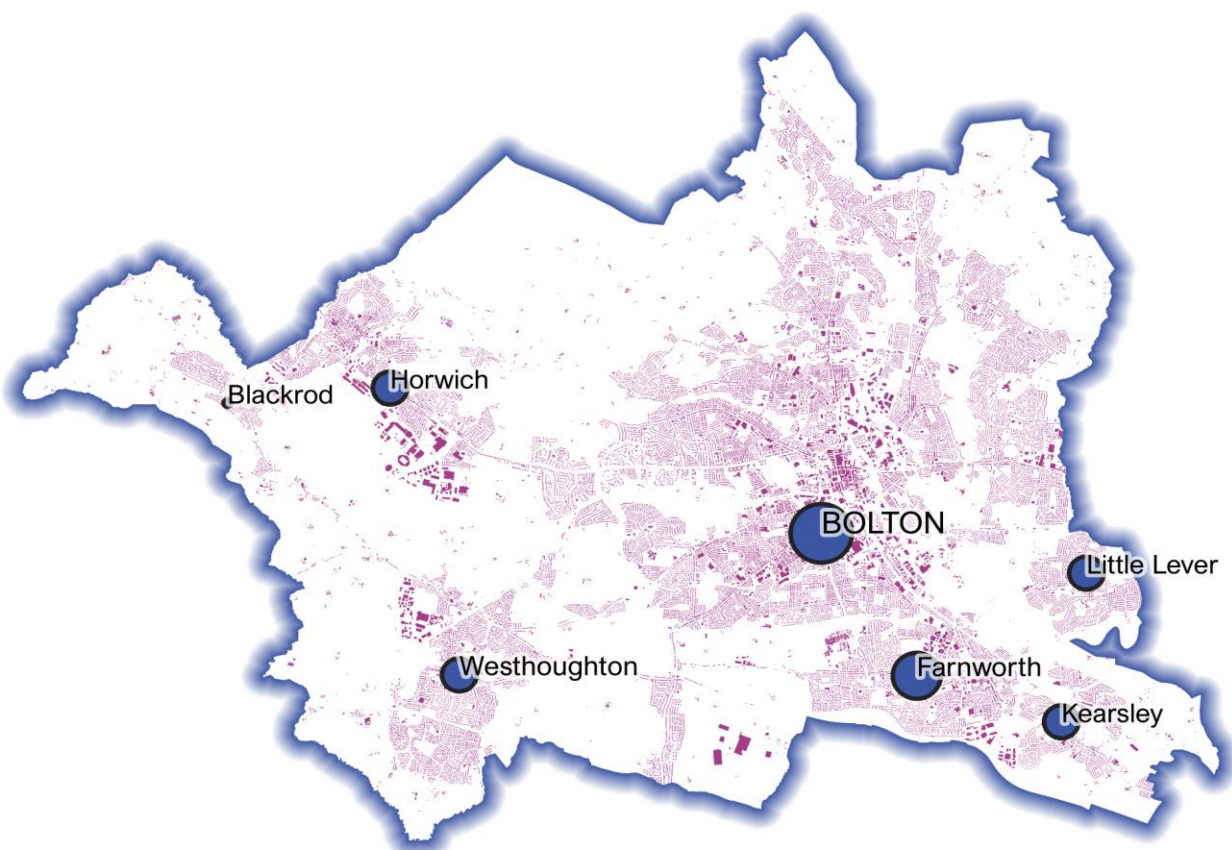 Horwich
Blackrod
BOLTON
Little Lever
Westhoughton
Farnworth
Kearsley